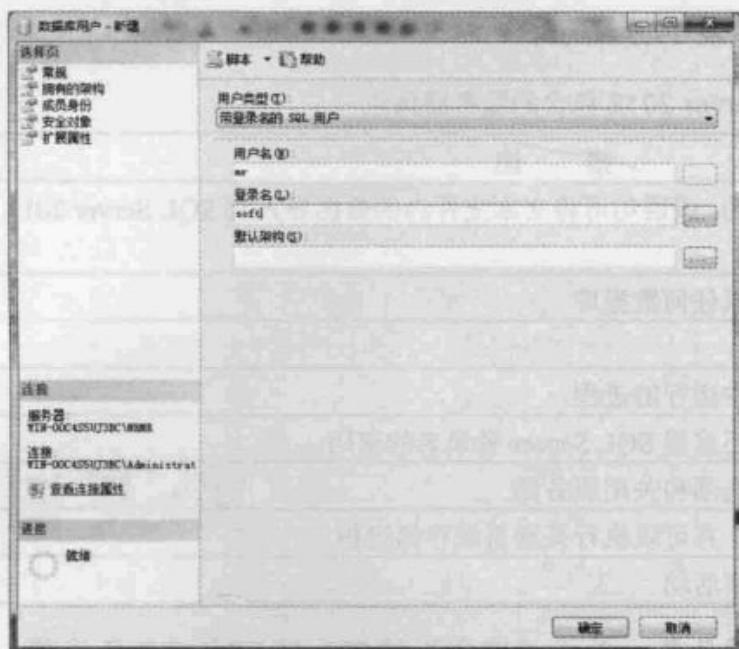 数据库用户 - 新建
选择页
常规
拥有的架构
成员身份
安全对象
扩展属性
脚本
帮助
用户类型(T):
带登录名的 SQL 用户
用户名(N)
mr
登录名(L):
soft
默认架构(S):
连接
服务器:
连接:
查看连接属性
进度
就绪
确定
取消